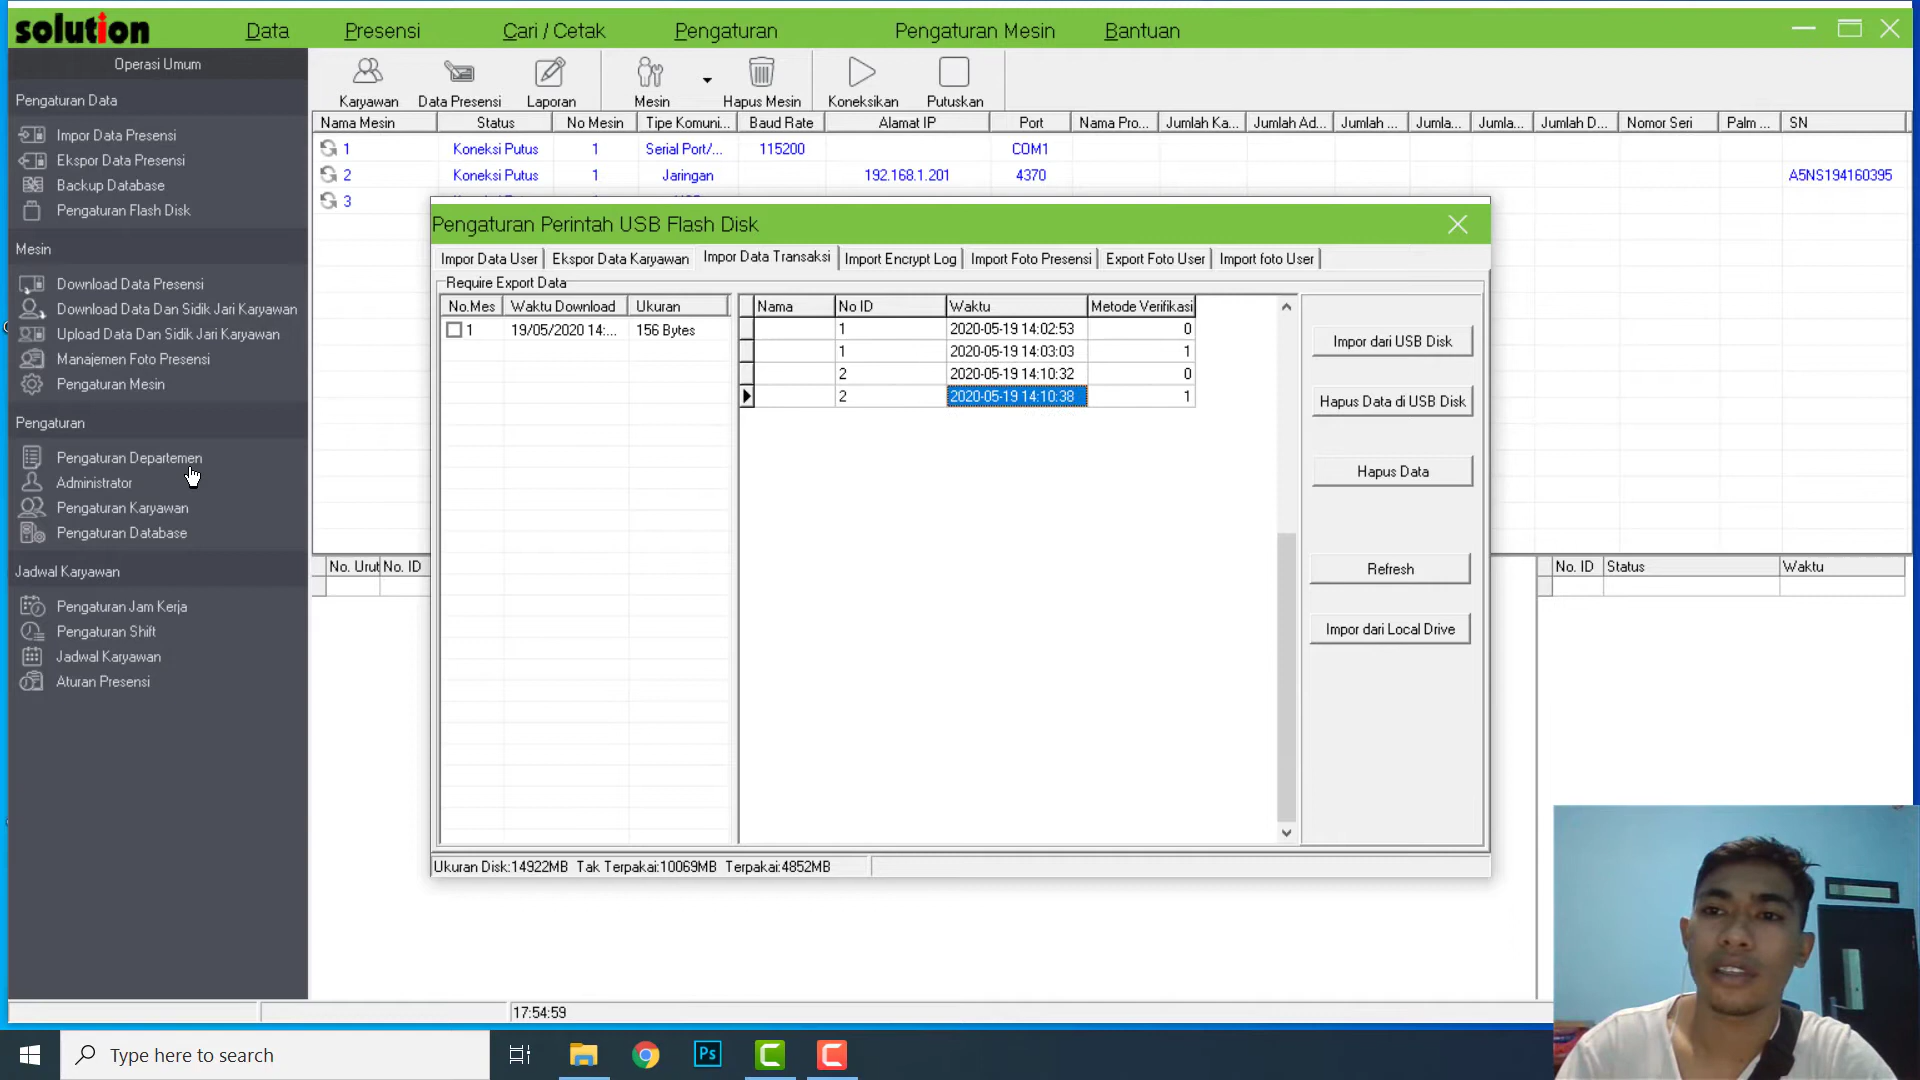 solution Data Presensi Cari / Cetak Pengaturan Pengaturan Mesin Bantuan
Operasi Umum
Pengaturan Data
Impor Data Presensi
Ekspor Data Presensi
Backup Database
Pengaturan Flash Disk
Mesin
Download Data Presensi
Download Data Dan Sidik Jari Karyawan
Upload Data Dan Sidik Jari Karyawan
Manajemen Foto Presensi
Pengaturan Mesin
Pengaturan
Pengaturan Departemen
Administrator
Pengaturan Karyawan
Pengaturan Database
Jadwal Karyawan
Pengaturan Jam Kerja
Pengaturan Shift
Jadwal Karyawan
Aturan Presensi
Karyawan Data Presensi Laporan Mesin Hapus Mesin Koneksikan Putuskan
Nama Mesin Status No Mesin Tipe Komuni... Baud Rate Alamat IP Port Nama Pro... Jumlah Ka... Jumlah Ad... Jumlah ... Jumla... Jumla... Jumlah D... Nomor Seri Palm ... SN
1 Koneksi Putus 1 Serial Port/... 115200 COM1
2 Koneksi Putus 1 Jaringan 192.168.1.201 4370 A5NS194160395
3
Pengaturan Perintah USB Flash Disk
Impor Data User Ekspor Data Karyawan Impor Data Transaksi Import Encrypt Log Import Foto Presensi Export Foto User Import foto User
Require Export Data
No.Mes Waktu Download Ukuran
1 19/05/2020 14:... 156 Bytes
Nama No ID Waktu Metode Verifikasi
1 2020-05-19 14:02:53 0
1 2020-05-19 14:03:03 1
2 2020-05-19 14:10:32 0
2 2020-05-19 14:10:38 1
Impor dari USB Disk
Hapus Data di USB Disk
Hapus Data
Refresh
Impor dari Local Drive
Ukuran Disk:14922MB Tak Terpakai:10069MB Terpakai:4852MB
No. Urut No. ID
No. ID Status Waktu
17:54:59
Type here to search
Ps